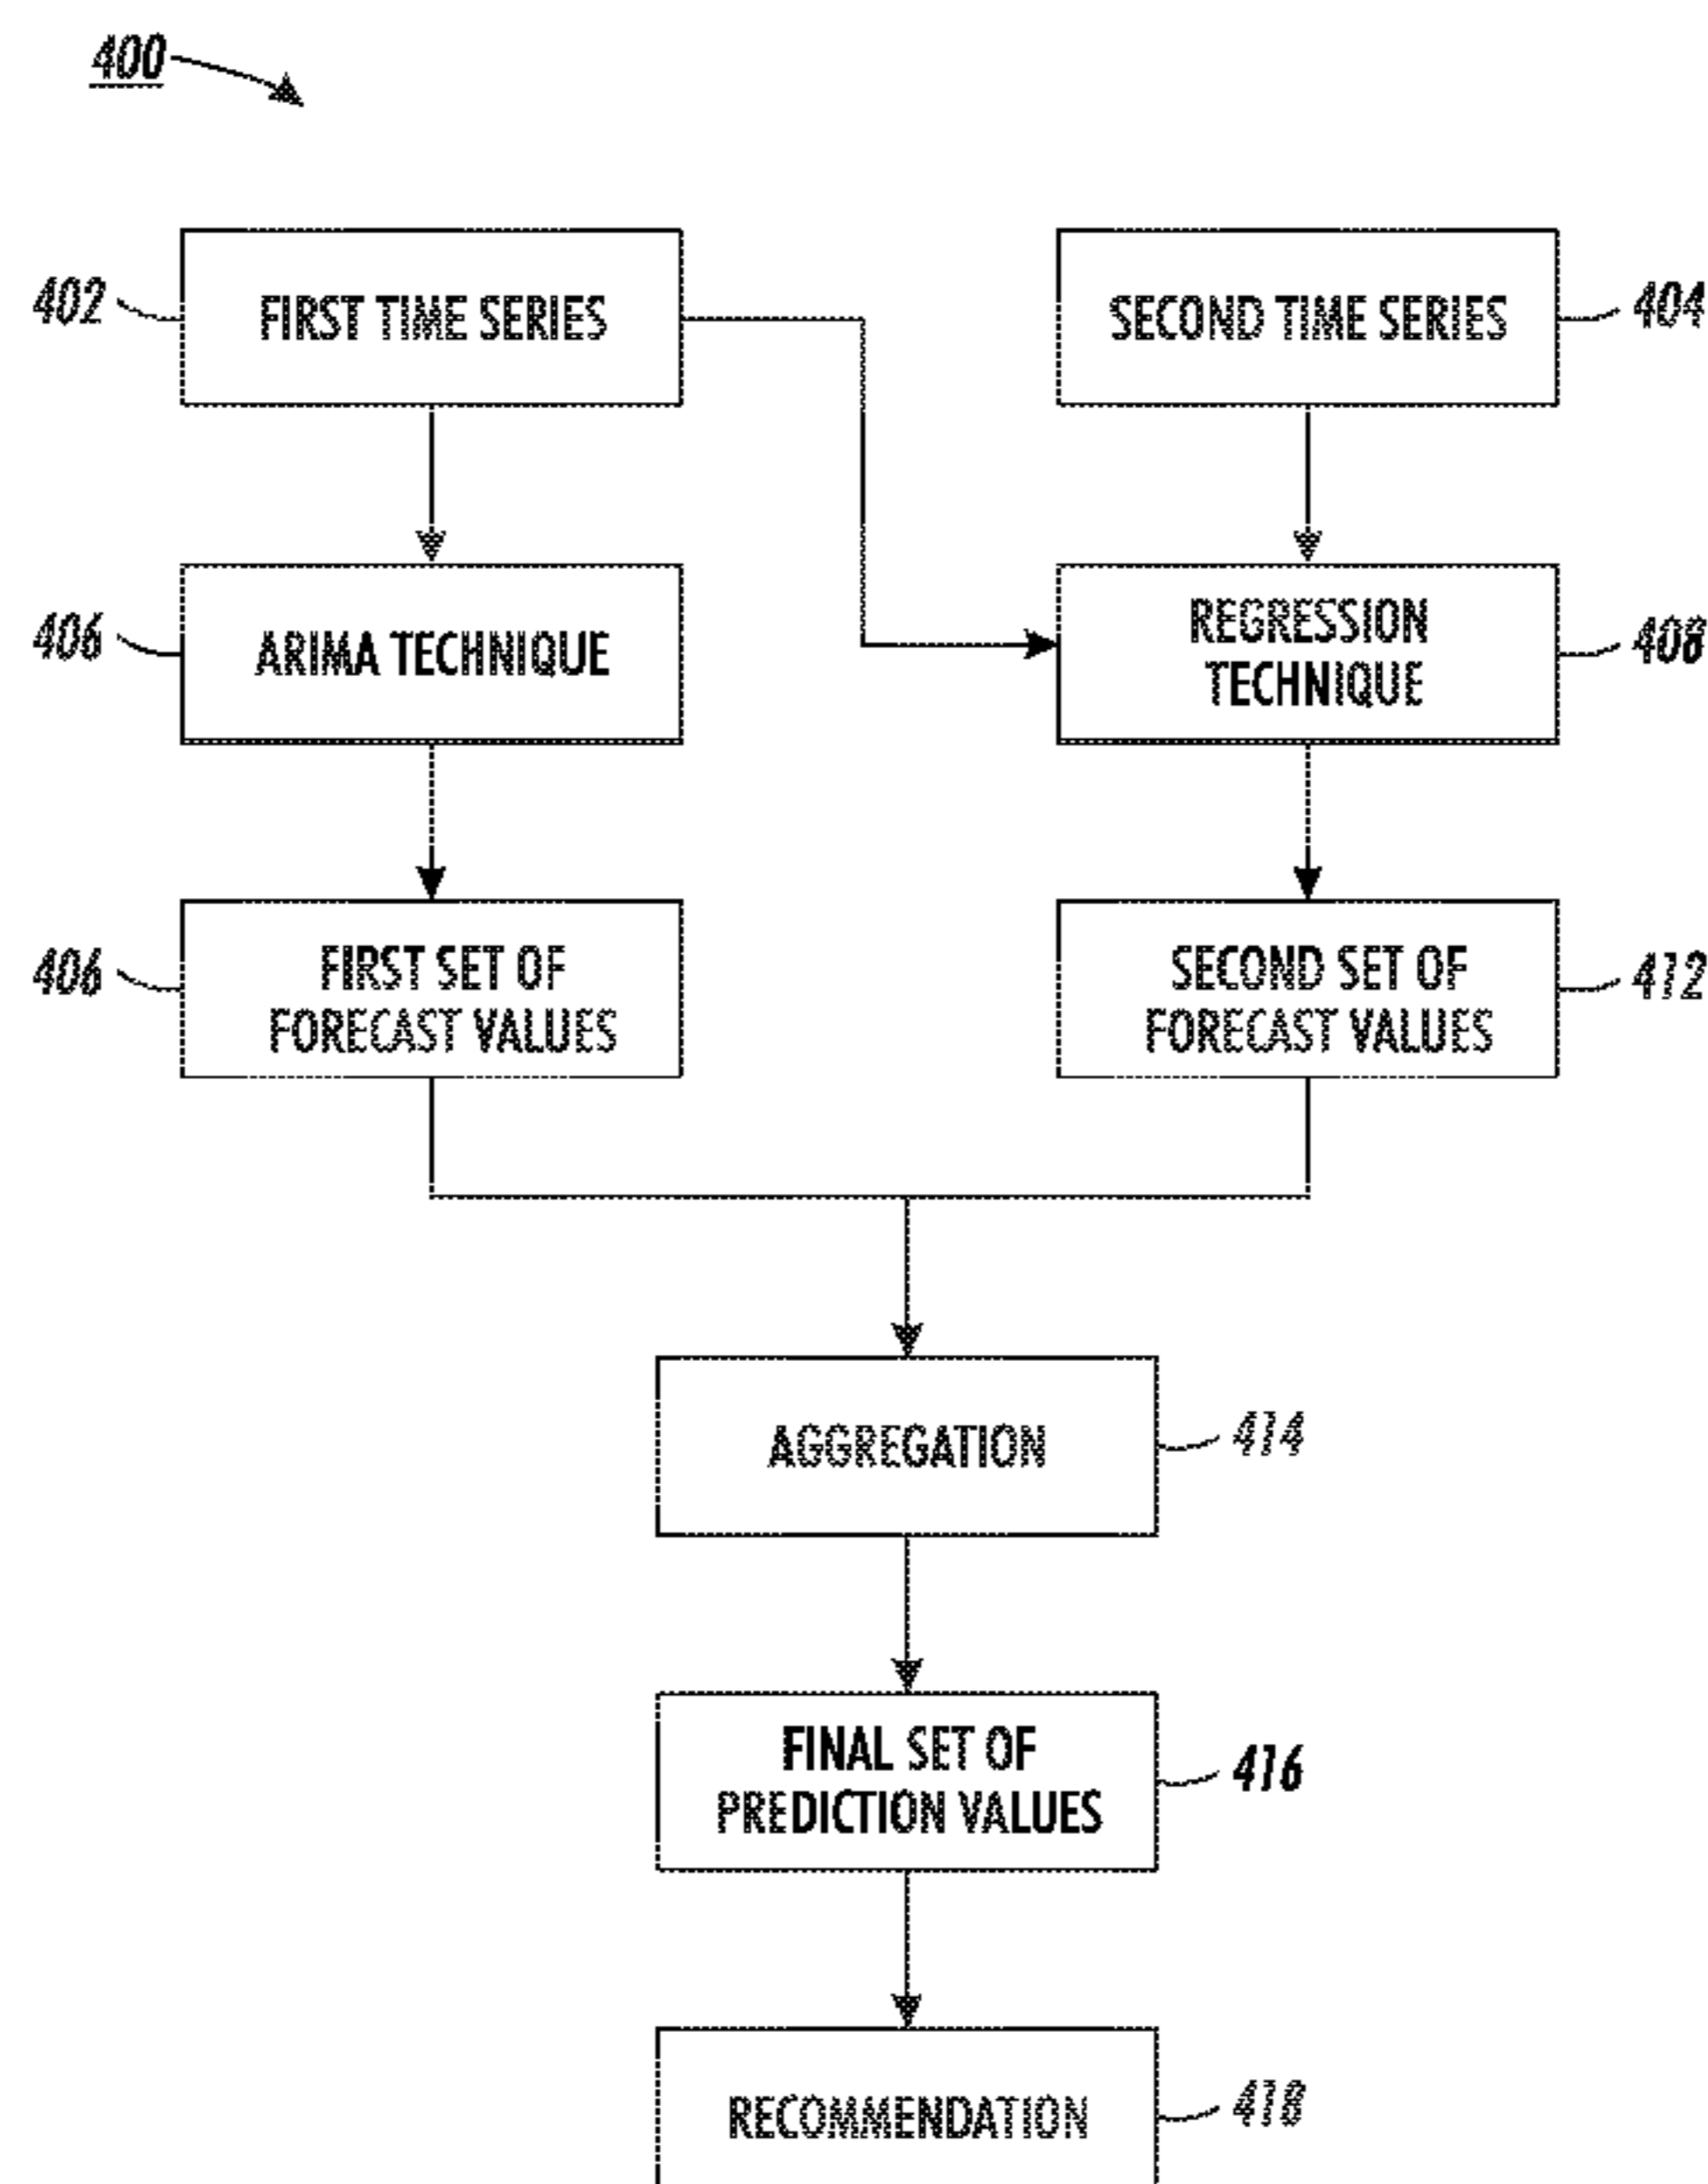 400
402
FIRST TIME SERIES
SECOND TIME SERIES
404
406
ARIMA TECHNIQUE
REGRESSION
TECHNIQUE
408
406
FIRST SET OF
FORECAST VALUES
SECOND SET OF
FORECAST VALUES
412
AGGREGATION
414
FINAL SET OF
PREDICTION VALUES
416
RECOMMENDATION
418